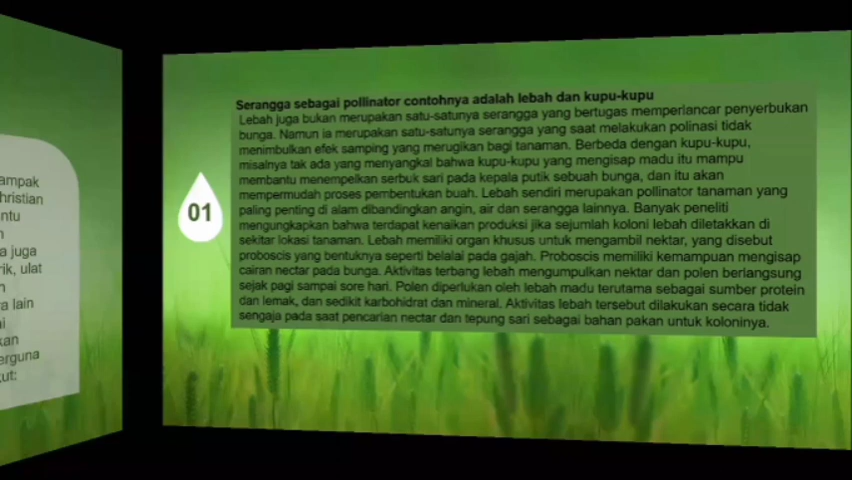 ampak
hristian
ntu
n
a juga
rik, ulat
n
a lain
ai
kan
erguna
kut:
01
Serangga sebagai pollinator contohnya adalah lebah dan kupu-kupu
Lebah juga bukan merupakan satu-satunya serangga yang bertugas memperlancar penyerbukan
bunga. Namun ia merupakan satu-satunya serangga yang saat melakukan polinasi tidak
menimbulkan efek samping yang merugikan bagi tanaman. Berbeda dengan kupu-kupu,
misalnya tak ada yang menyangkal bahwa kupu-kupu yang mengisap madu itu mampu
membantu menempelkan serbuk sari pada kepala putik sebuah bunga, dan itu akan
mempermudah proses pembentukan buah. Lebah sendiri merupakan pollinator tanaman yang
paling penting di alam dibandingkan angin, air dan serangga lainnya. Banyak peneliti
mengungkapkan bahwa terdapat kenaikan produksi jika sejumlah koloni lebah diletakkan di
sekitar lokasi tanaman. Lebah memiliki organ khusus untuk mengambil nektar, yang disebut
proboscis yang bentuknya seperti belalai pada gajah. Proboscis memiliki kemampuan mengisap
cairan nectar pada bunga. Aktivitas terbang lebah mengumpulkan nektar dan polen berlangsung
sejak pagi sampai sore hari. Polen diperlukan oleh lebah madu terutama sebagai sumber protein
dan lemak, dan sedikit karbohidrat dan mineral. Aktivitas lebah tersebut dilakukan secara tidak
sengaja pada saat pencarian nectar dan tepung sari sebagai bahan pakan untuk koloninya.